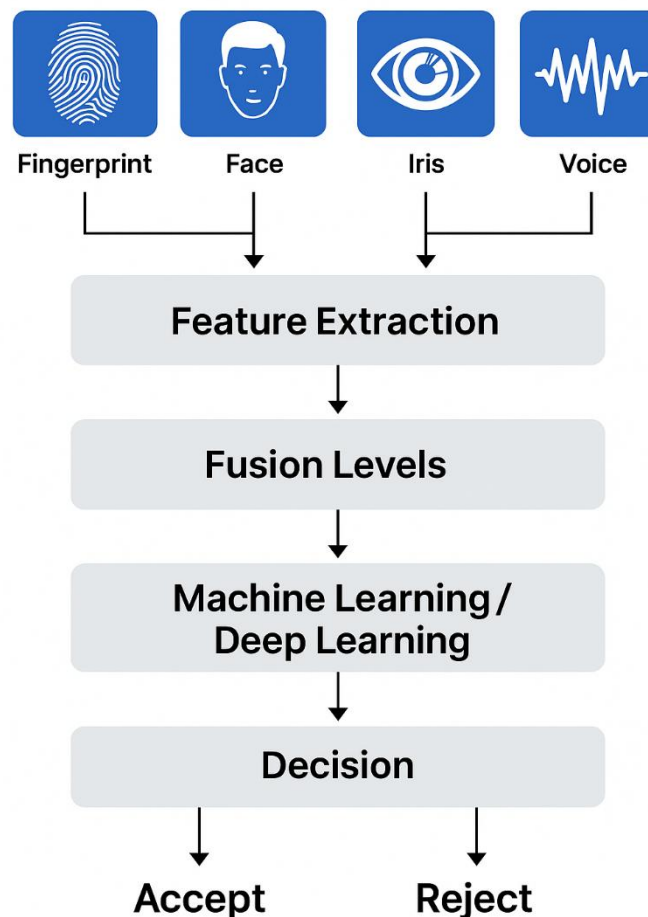 Fingerprint Face Iris Voice
Feature Extraction
Fusion Levels
Machine Learning /
Deep Learning
Decision
Accept Reject